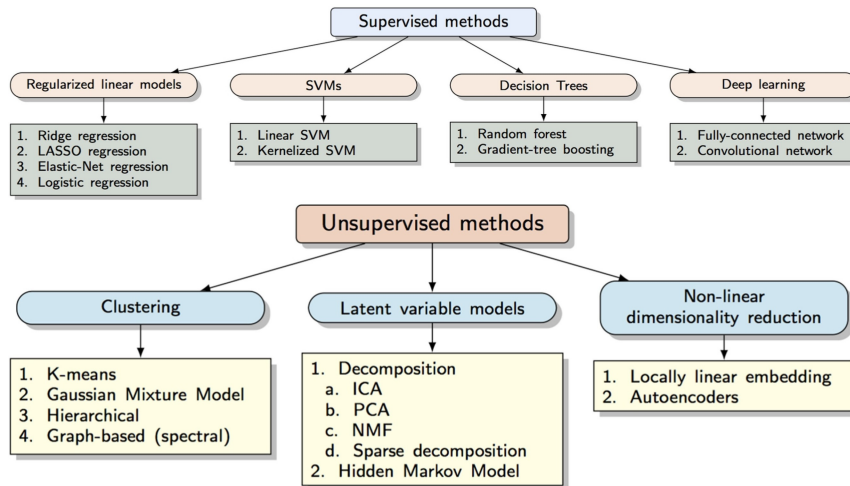 Supervised methods
Regularized linear models
1. Ridge regression
2. LASSO regression
3. Elastic-Net regression
4. Logistic regression
SVMs
1. Linear SVM
2. Kernelized SVM
Decision Trees
1. Random forest
2. Gradient-tree boosting
Deep learning
1. Fully-connected network
2. Convolutional network
Unsupervised methods
Clustering
1. K-means
2. Gaussian Mixture Model
3. Hierarchical
4. Graph-based (spectral)
Latent variable models
1. Decomposition
a. ICA
b. PCA
c. NMF
d. Sparse decomposition
2. Hidden Markov Model
Non-linear
dimensionality reduction
1. Locally linear embedding
2. Autoencoders